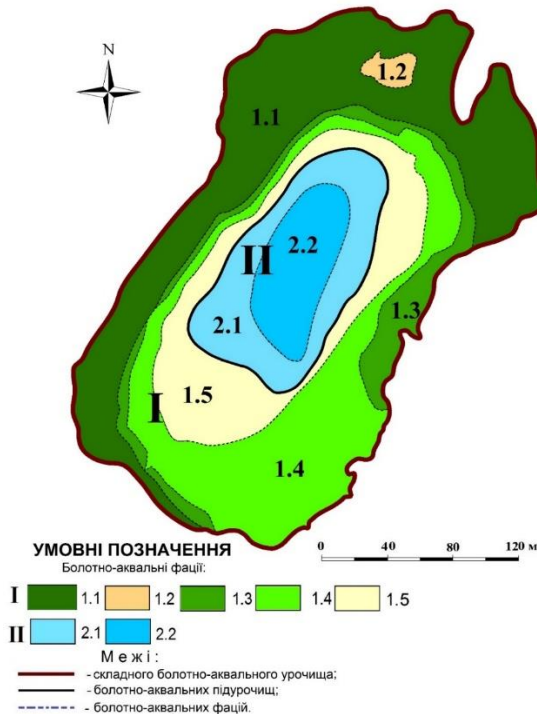 N
1.2
1.1
2.2
II
1.3
2.1
1.5
I
1.4
УМОВНІ ПОЗНАЧЕННЯ
0 40 80 120 м
Болотно-аквальні фації:
I 1.1 1.2 1.3 1.4 1.5
II 2.1 2.2
Межі:
- складного болотно-аквального урочища;
- болотно-аквальних підурочищ;
- болотно-аквальних фацій.